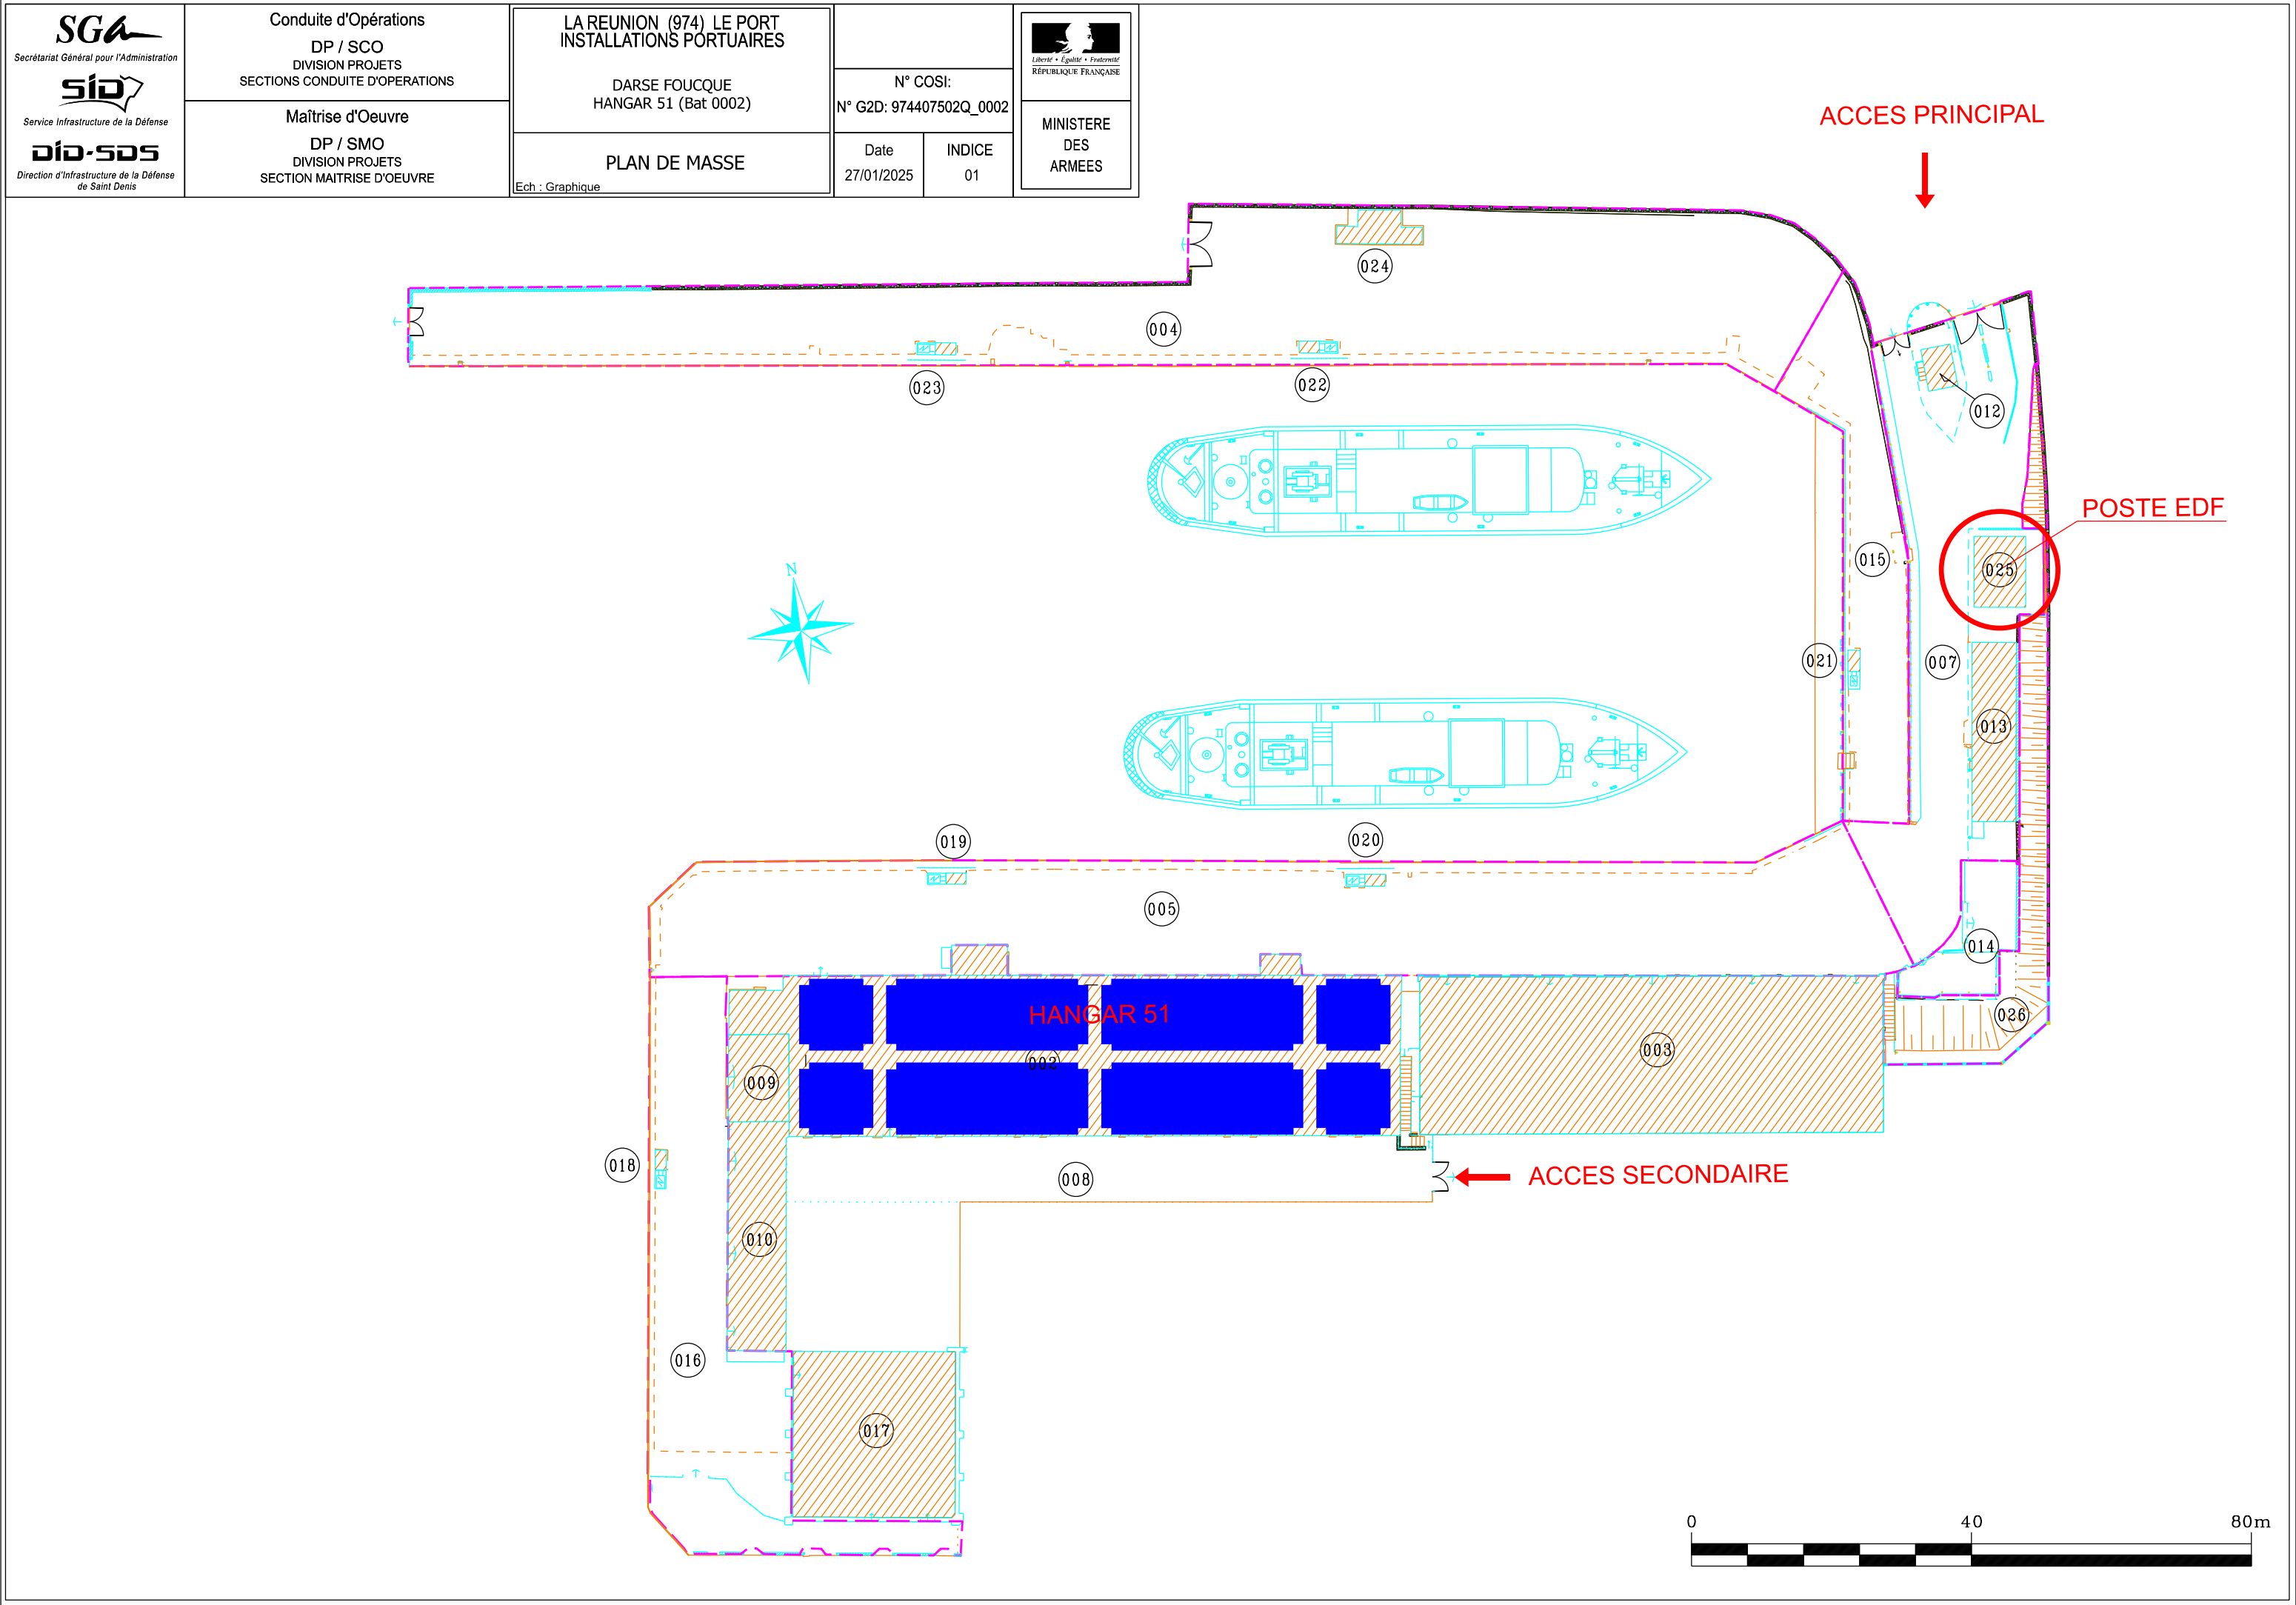 SGA
Secrétariat Général pour l'Administration
SID
Service Infrastructure de la Défense
DID-SDS
Direction d'Infrastructure de la Défense
de Saint Denis
Conduite d'Opérations
DP / SCO
DIVISION PROJETS
SECTIONS CONDUITE D'OPERATIONS
Maîtrise d'Oeuvre
DP / SMO
DIVISION PROJETS
SECTION MAITRISE D'OEUVRE
LA REUNION (974) LE PORT
INSTALLATIONS PORTUAIRES
DARSE FOUCQUE
HANGAR 51 (Bat 0002)
PLAN DE MASSE
Ech : Graphique
N° COSI:
N° G2D: 974407502Q_0002
Date
27/01/2025
INDICE
01
Liberté • Égalité • Fraternité
RÉPUBLIQUE FRANÇAISE
MINISTERE
DES
ARMEES
ACCES PRINCIPAL
024
004
023
022
012
POSTE EDF
025
015
N
021
007
013
019
020
005
014
HANGAR 51
026
002
003
009
018
008
ACCES SECONDAIRE
010
016
017
0 40 80m